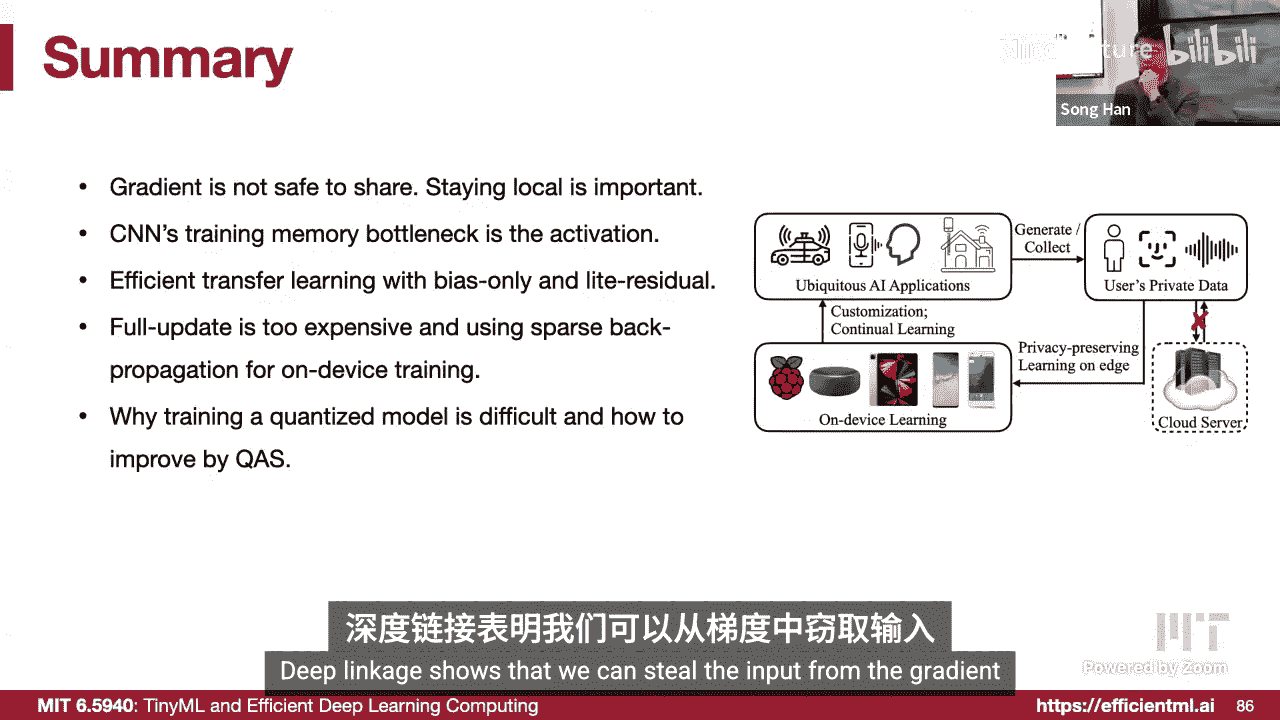 Summary
bilibili
Song Han
• Gradient is not safe to share. Staying local is important.
• CNN’s training memory bottleneck is the activation.
• Efficient transfer learning with bias-only and lite-residual.
• Full-update is too expensive and using sparse back-
propagation for on-device training.
• Why training a quantized model is difficult and how to
improve by QAS.
Ubiquitous AI Applications
Generate /
Collect
User’s Private Data
Customization;
Continual Learning
Privacy-preserving
Learning on edge
On-device Learning
Cloud Server
深度链接表明我们可以从梯度中窃取输入
Deep linkage shows that we can steal the input from the gradient
MIT
Powered by Zoom
MIT 6.5940: TinyML and Efficient Deep Learning Computing
https://efficientml.ai
86